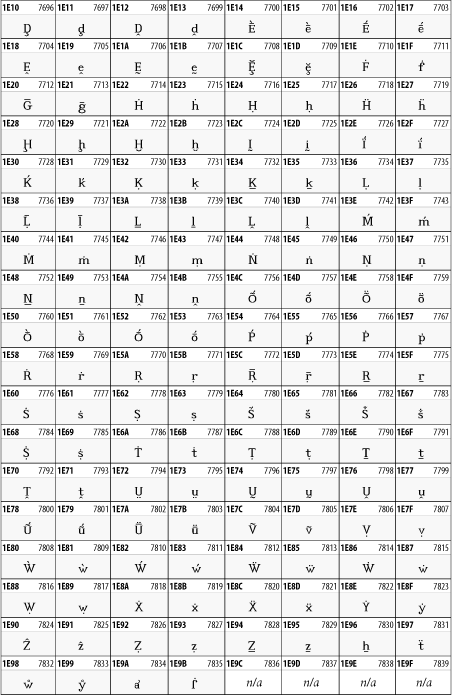 1E10 7696 1E11 7697 1E12 7698 1E13 7699 1E14 7700 1E15 7701 1E16 7702 1E17 7703
Ḑ ḑ Ḓ ḓ Ḕ ḕ Ḗ ḗ
1E18 7704 1E19 7705 1E1A 7706 1E1B 7707 1E1C 7708 1E1D 7709 1E1E 7710 1E1F 7711
Ḙ ḙ Ḛ ḛ Ḝ ḝ Ḟ ḟ
1E20 7712 1E21 7713 1E22 7714 1E23 7715 1E24 7716 1E25 7717 1E26 7718 1E27 7719
Ḡ ḡ Ḣ ḣ Ḥ ḥ Ḧ ḧ
1E28 7720 1E29 7721 1E2A 7722 1E2B 7723 1E2C 7724 1E2D 7725 1E2E 7726 1E2F 7727
Ḩ ḩ Ḫ ḫ Ḭ ḭ Ḯ ḯ
1E30 7728 1E31 7729 1E32 7730 1E33 7731 1E34 7732 1E35 7733 1E36 7734 1E37 7735
Ḱ ḱ Ḳ ḳ Ḵ ḵ Ḷ ḷ
1E38 7736 1E39 7737 1E3A 7738 1E3B 7739 1E3C 7740 1E3D 7741 1E3E 7742 1E3F 7743
Ḹ ḹ Ḻ ḻ Ḽ ḽ Ḿ ḿ
1E40 7744 1E41 7745 1E42 7746 1E43 7747 1E44 7748 1E45 7749 1E46 7750 1E47 7751
Ṁ ṁ Ṃ ṃ Ṅ ṅ Ṇ ṇ
1E48 7752 1E49 7753 1E4A 7754 1E4B 7755 1E4C 7756 1E4D 7757 1E4E 7758 1E4F 7759
Ṉ ṉ Ṋ ṋ Ṍ ṍ Ṏ ṏ
1E50 7760 1E51 7761 1E52 7762 1E53 7763 1E54 7764 1E55 7765 1E56 7766 1E57 7767
Ṑ ṑ Ṓ ṓ Ṕ ṕ Ṗ ṗ
1E58 7768 1E59 7769 1E5A 7770 1E5B 7771 1E5C 7772 1E5D 7773 1E5E 7774 1E5F 7775
Ṙ ṙ Ṛ ṛ Ṝ ṝ Ṟ ṟ
1E60 7776 1E61 7777 1E62 7778 1E63 7779 1E64 7780 1E65 7781 1E66 7782 1E67 7783
Ṡ ṡ Ṣ ṣ Ṥ ṥ Ṧ ṧ
1E68 7784 1E69 7785 1E6A 7786 1E6B 7787 1E6C 7788 1E6D 7789 1E6E 7790 1E6F 7791
Ṩ ṩ Ṫ ṫ Ṭ ṭ Ṯ ṯ
1E70 7792 1E71 7793 1E72 7794 1E73 7795 1E74 7796 1E75 7797 1E76 7798 1E77 7799
Ṱ ṱ Ṳ ṳ Ṵ ṵ Ṷ ṷ
1E78 7800 1E79 7801 1E7A 7802 1E7B 7803 1E7C 7804 1E7D 7805 1E7E 7806 1E7F 7807
Ṹ ṹ Ṻ ṻ Ṽ ṽ Ṿ ṿ
1E80 7808 1E81 7809 1E82 7810 1E83 7811 1E84 7812 1E85 7813 1E86 7814 1E87 7815
Ẁ ẁ Ẃ ẃ Ẅ ẅ Ẇ ẇ
1E88 7816 1E89 7817 1E8A 7818 1E8B 7819 1E8C 7820 1E8D 7821 1E8E 7822 1E8F 7823
Ẉ ẉ Ẋ ẋ Ẍ ẍ Ẏ ẏ
1E90 7824 1E91 7825 1E92 7826 1E93 7827 1E94 7828 1E95 7829 1E96 7830 1E97 7831
Ẑ ẑ Ẓ ẓ Ẕ ẕ ẖ ẗ
1E98 7832 1E99 7833 1E9A 7834 1E9B 7835 1E9C 7836 1E9D 7837 1E9E 7838 1E9F 7839
ẘ ẙ ẚ ẛ n/a n/a n/a n/a